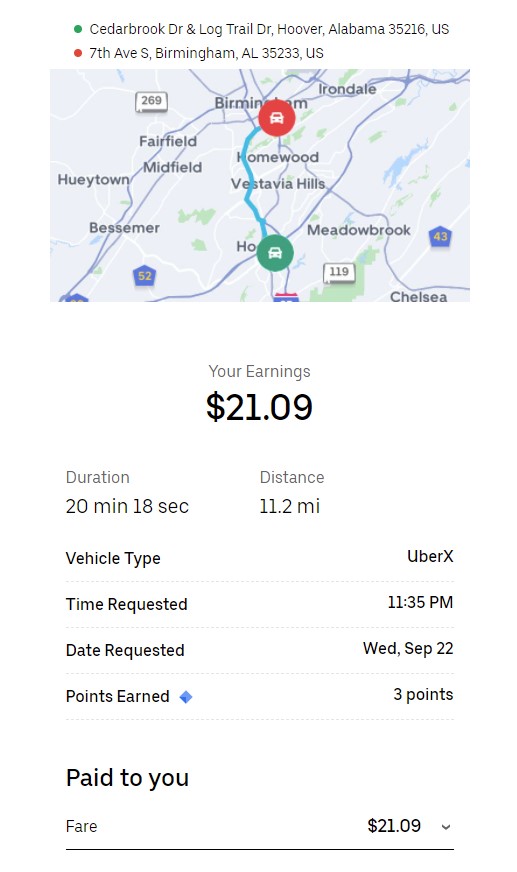 Cedarbrook Dr & Log Trail Dr, Hoover, Alabama 35216, US
7th Ave S, Birmingham, AL 35233, US
Irondale
269
Birmingham
Fairfield
Homewood
Midfield
Hueytown
Vestavia Hills
Bessemer
Meadowbrook
43
Ho
52
119
Chelsea
Your Earnings
$21.09
Duration Distance
20 min 18 sec 11.2 mi
Vehicle Type UberX
Time Requested 11:35 PM
Date Requested Wed, Sep 22
Points Earned 3 points
Paid to you
Fare $21.09